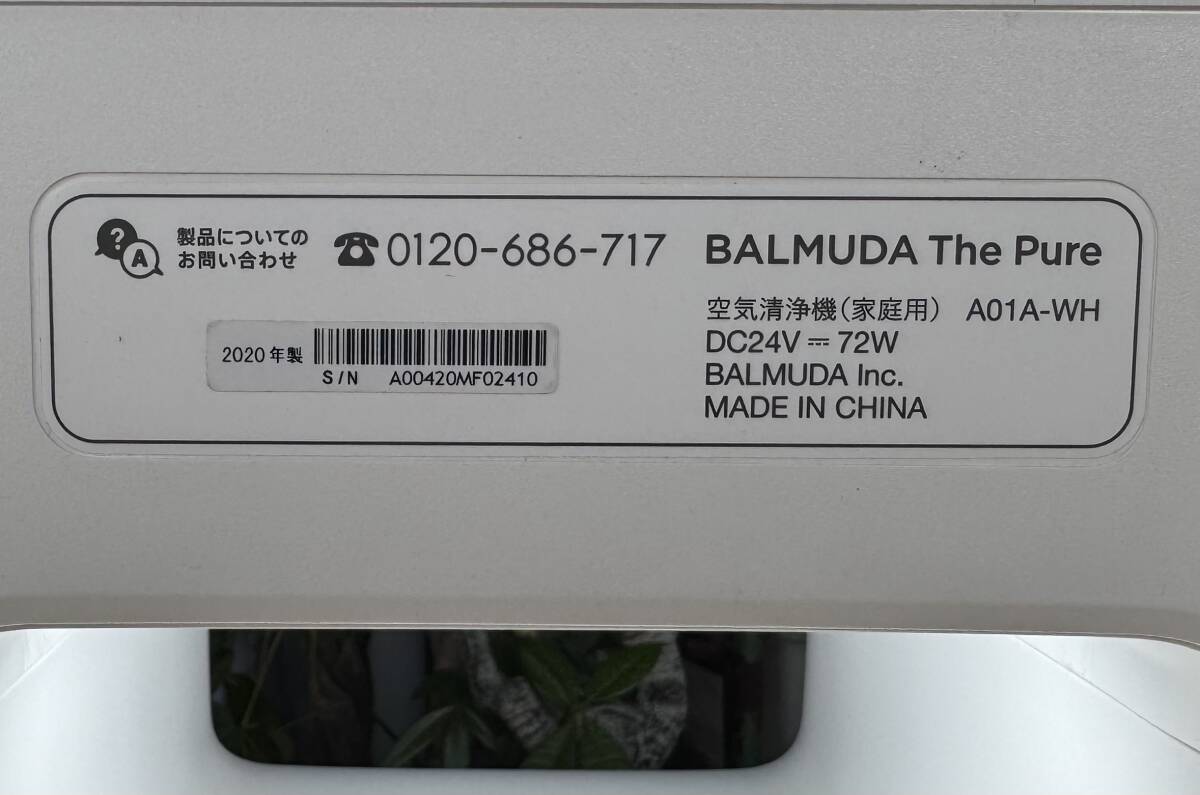 ?
A
製品についての
お問い合わせ
0120-686-717
2020年製
S/N A00420MF02410
BALMUDA The Pure
空気清浄機(家庭用) A01A-WH
DC24V ⎓ 72W
BALMUDA Inc.
MADE IN CHINA